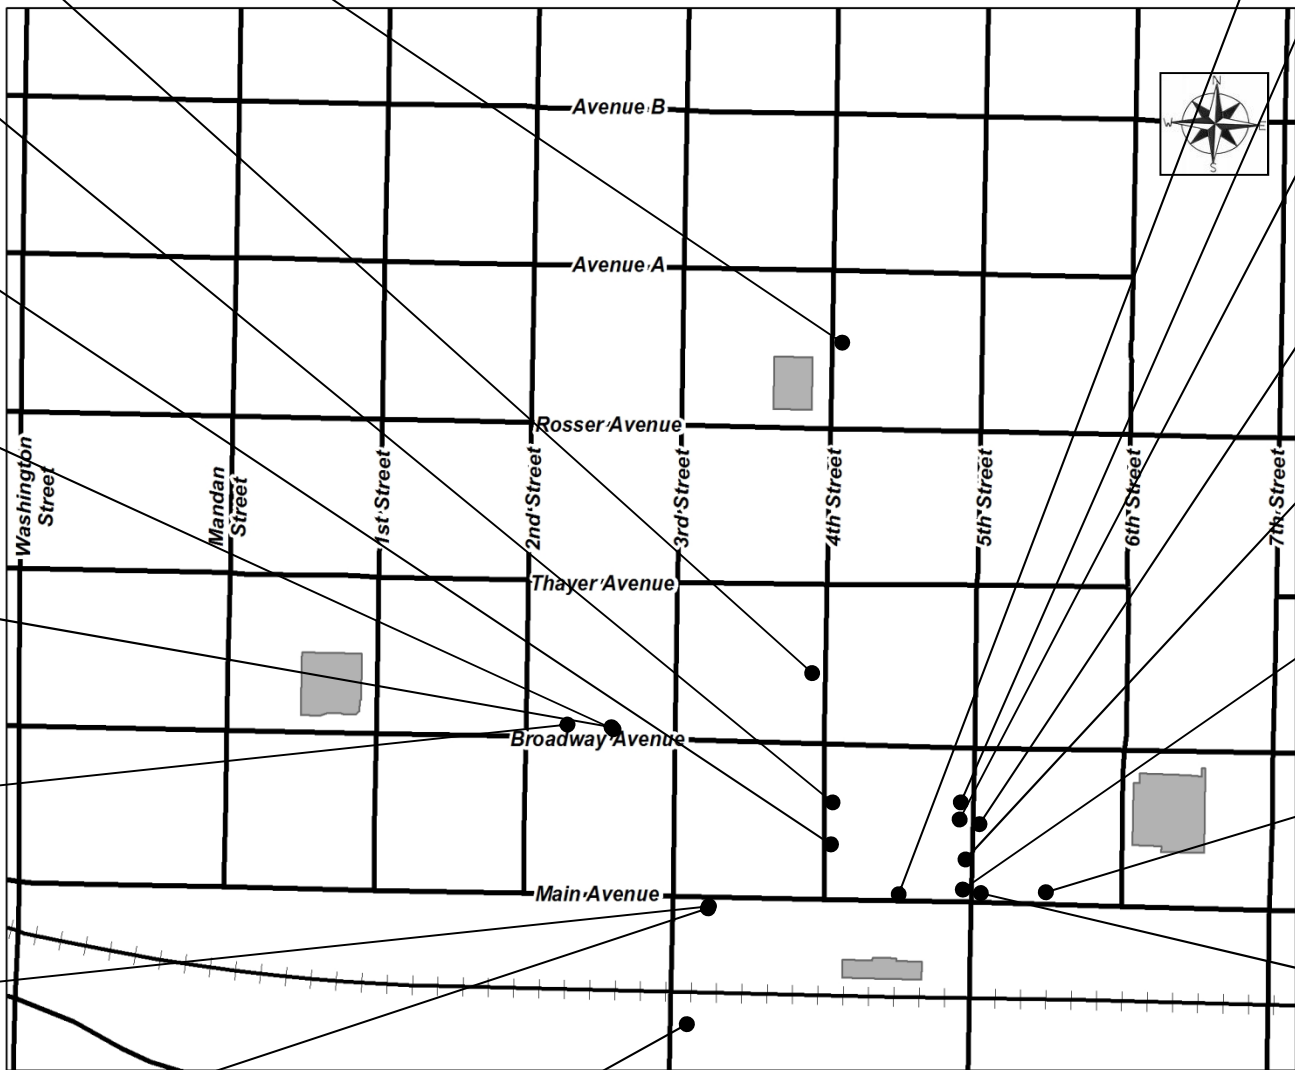 N
W E
S
Avenue B
Avenue A
Rosser Avenue
Washington
Street
Mandan
Street
1st Street
2nd Street
3rd Street
4th Street
5th Street
6th Street
7th Street
Thayer Avenue
Broadway Avenue
Main Avenue